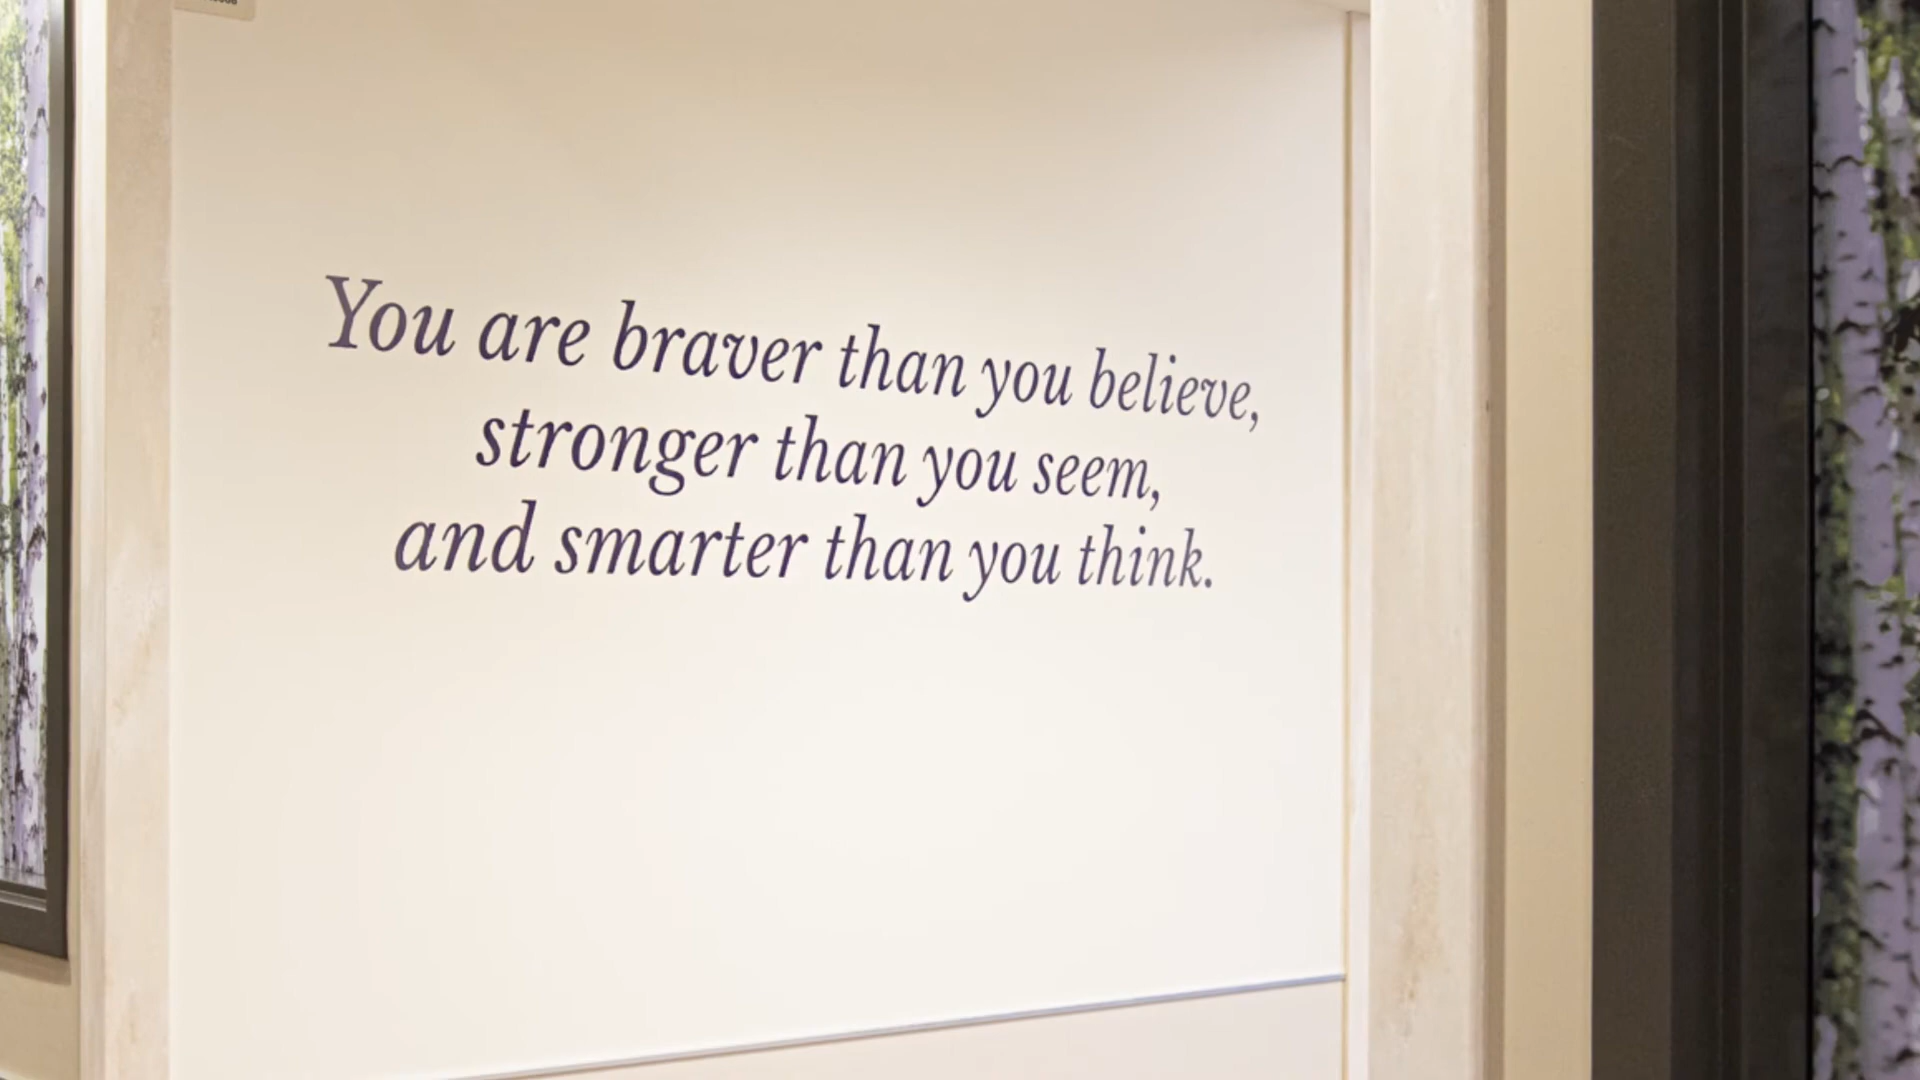 You are braver than you believe,
stronger than you seem,
and smarter than you think.